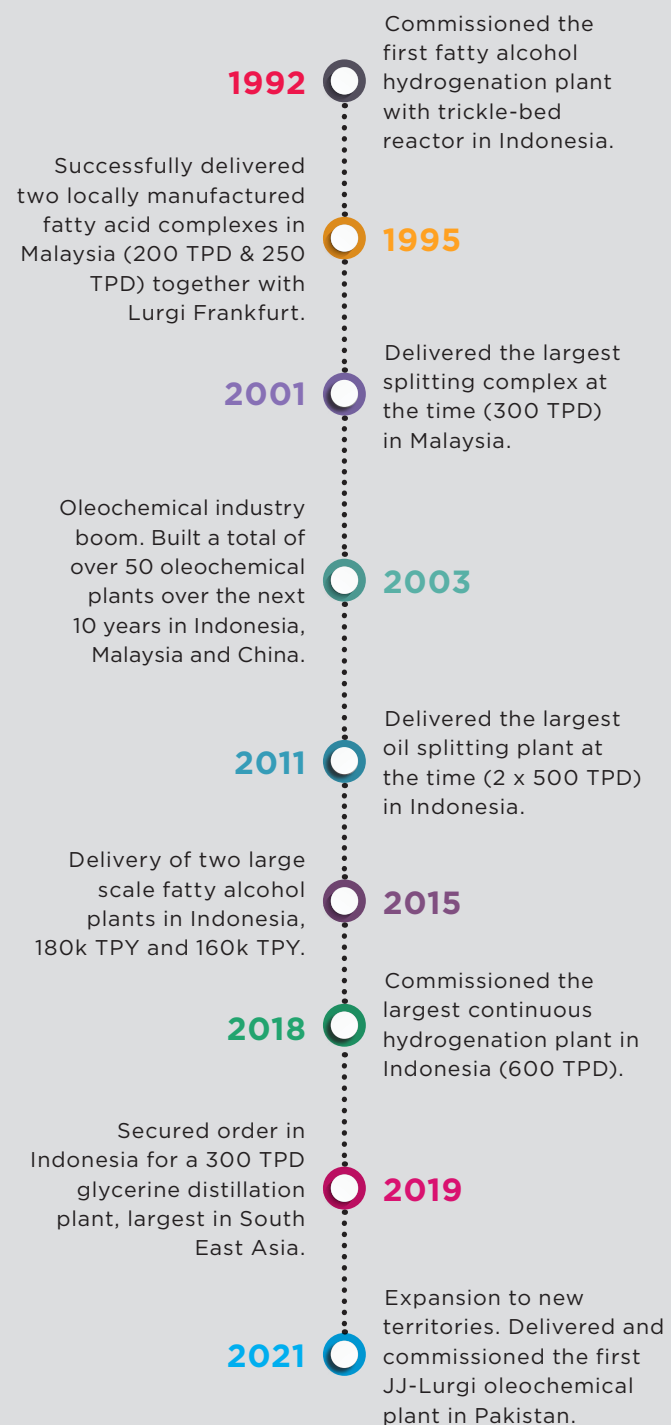 1992
Commissioned the
first fatty alcohol
hydrogenation plant
with trickle-bed
reactor in Indonesia.
Successfully delivered
two locally manufactured
fatty acid complexes in
Malaysia (200 TPD & 250
TPD) together with
Lurgi Frankfurt.
1995
2001
Delivered the largest
splitting complex at
the time (300 TPD)
in Malaysia.
Oleochemical industry
boom. Built a total of
over 50 oleochemical
plants over the next
10 years in Indonesia,
Malaysia and China.
2003
2011
Delivered the largest
oil splitting plant at
the time (2 x 500 TPD)
in Indonesia.
Delivery of two large
scale fatty alcohol
plants in Indonesia,
180k TPY and 160k TPY.
2015
2018
Commissioned the
largest continuous
hydrogenation plant in
Indonesia (600 TPD).
Secured order in
Indonesia for a 300 TPD
glycerine distillation
plant, largest in South
East Asia.
2019
2021
Expansion to new
territories. Delivered and
commissioned the first
JJ-Lurgi oleochemical
plant in Pakistan.